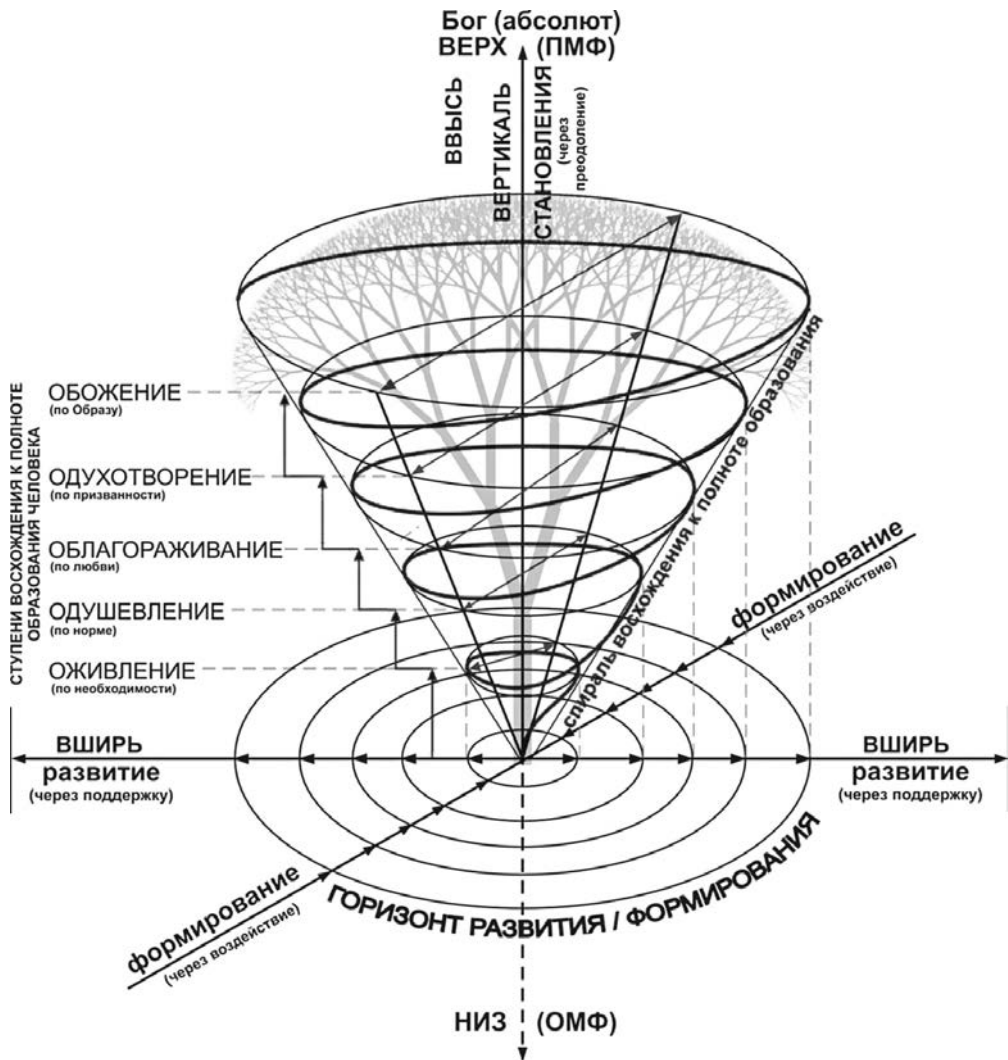 Бог (абсолют)
ВЕРХ (ПМФ)
ВВЫСЬ
ВЕРТИКАЛЬ
СТАНОВЛЕНИЯ
(через
преодоление)
СТУПЕНИ ВОСХОЖДЕНИЯ К ПОЛНОТЕ
ОБРАЗОВАНИЯ ЧЕЛОВЕКА
ОБОЖЕНИЕ
(по Образу)
ОДУХОТВОРЕНИЕ
(по призванности)
ОБЛАГОРАЖИВАНИЕ
(по любви)
ОДУШЕВЛЕНИЕ
(по норме)
ОЖИВЛЕНИЕ
(по необходимости)
спираль восхождения к полноте образования
формирование
(через воздействие)
ВШИРЬ
развитие
(через поддержку)
ВШИРЬ
развитие
(через поддержку)
формирование
(через воздействие)
ГОРИЗОНТ РАЗВИТИЯ / ФОРМИРОВАНИЯ
НИЗ (ОМФ)